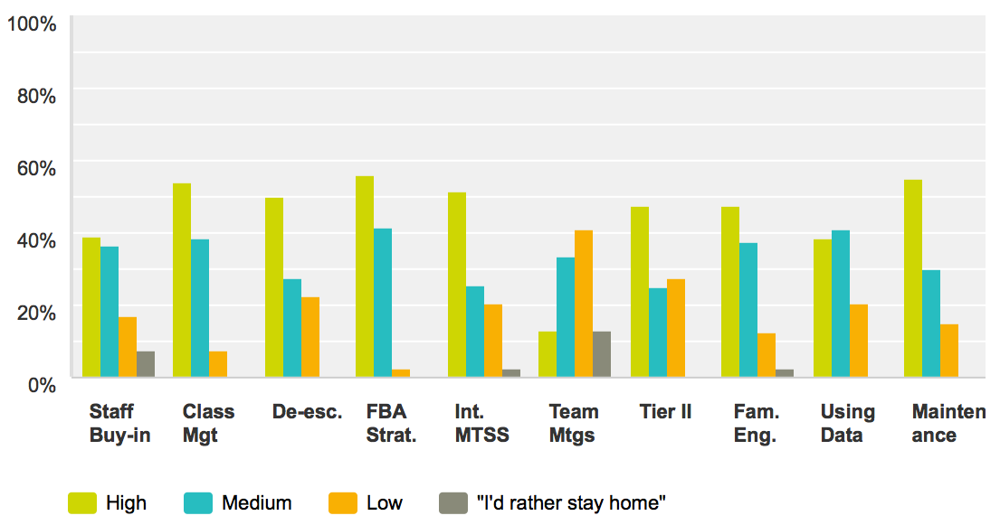 100%
80%
60%
40%
20%
0%
Staff
Buy-in
Class
Mgt
De-esc.
FBA
Strat.
Int.
MTSS
Team
Mtgs
Tier II
Fam.
Eng.
Using
Data
Mainten
ance
High
Medium
Low
"I'd rather stay home"